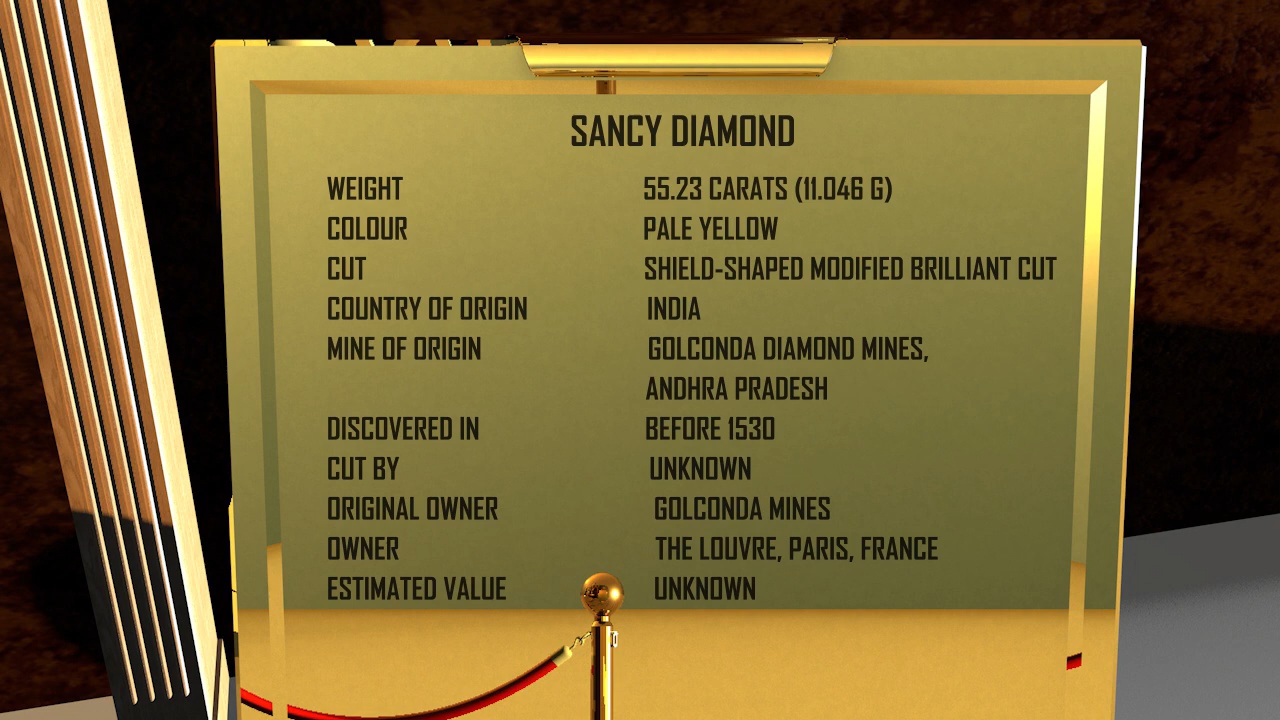 SANCY DIAMOND
WEIGHT 55.23 CARATS (11.046 G)
COLOUR PALE YELLOW
CUT SHIELD-SHAPED MODIFIED BRILLIANT CUT
COUNTRY OF ORIGIN INDIA
MINE OF ORIGIN GOLCONDA DIAMOND MINES,
ANDHRA PRADESH
DISCOVERED IN BEFORE 1530
CUT BY UNKNOWN
ORIGINAL OWNER GOLCONDA MINES
OWNER THE LOUVRE, PARIS, FRANCE
ESTIMATED VALUE UNKNOWN